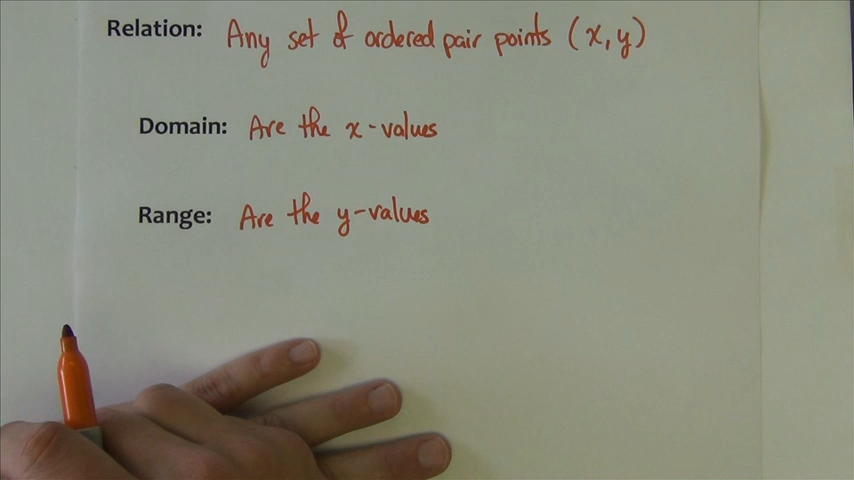 Relation: Any set of ordered pair points (x, y)
Domain: Are the x-values
Range: Are the y-values